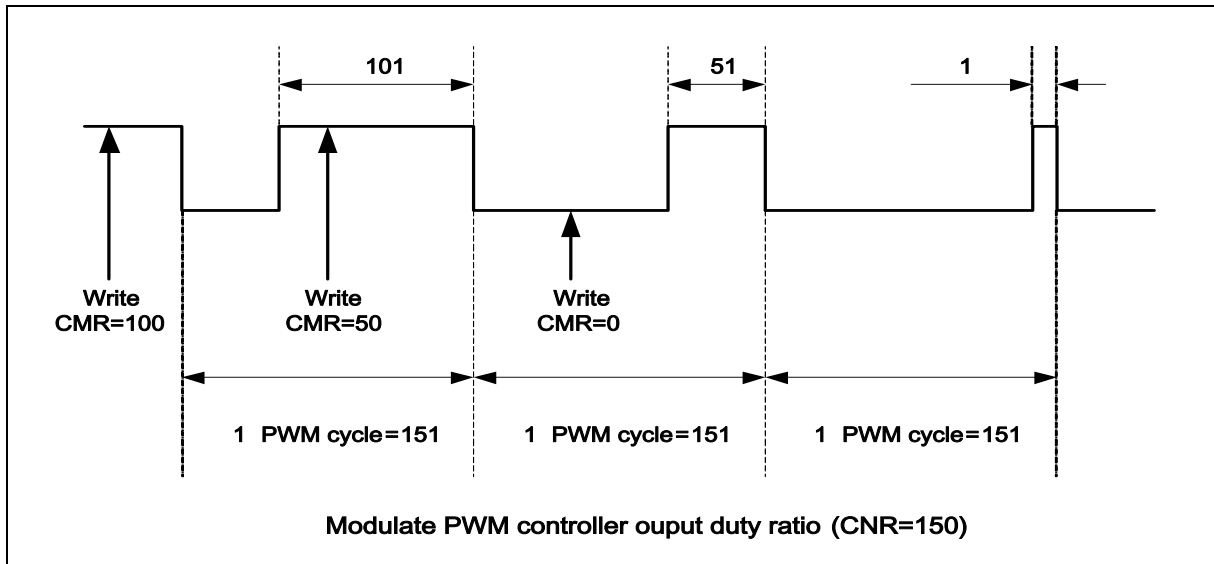 101
51
1
Write
CMR=100
Write
CMR=50
Write
CMR=0
1 PWM cycle=151
1 PWM cycle=151
1 PWM cycle=151
Modulate PWM controller ouput duty ratio (CNR=150)